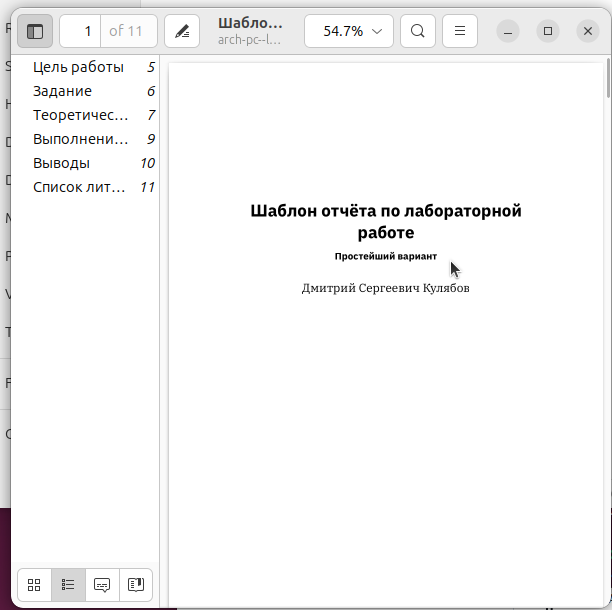 1 of 11
Шабло...
arch-pc--l...
54.7%
Цель работы 5
Задание 6
Теоретичес... 7
Выполнени... 9
Выводы 10
Список лит... 11
Шаблон отчёта по лабораторной
работе
Простейший вариант
Дмитрий Сергеевич Кулябов